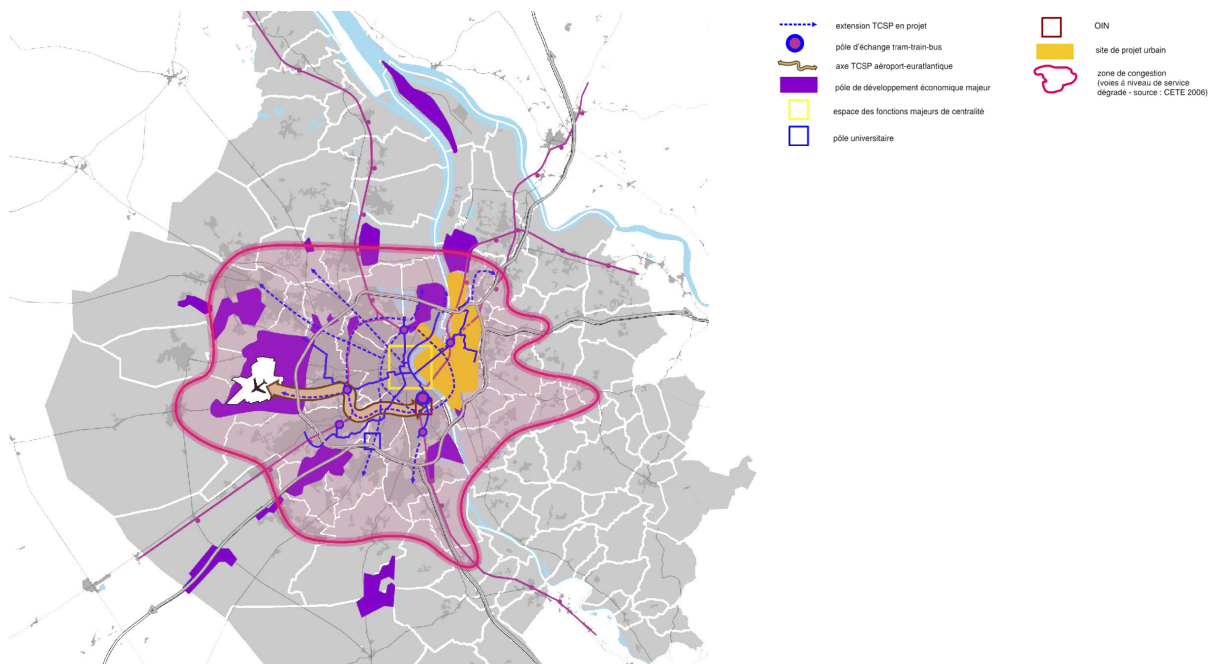 extension TCSP en projet
pôle d'échange tram-train-bus
axe TCSP aéroport-euratlantique
pôle de développement économique majeur
espace des fonctions majeurs de centralité
pôle universitaire
OIN
site de projet urbain
zone de congestion
(voies à niveau de service
dégradé - source : CETE 2006)